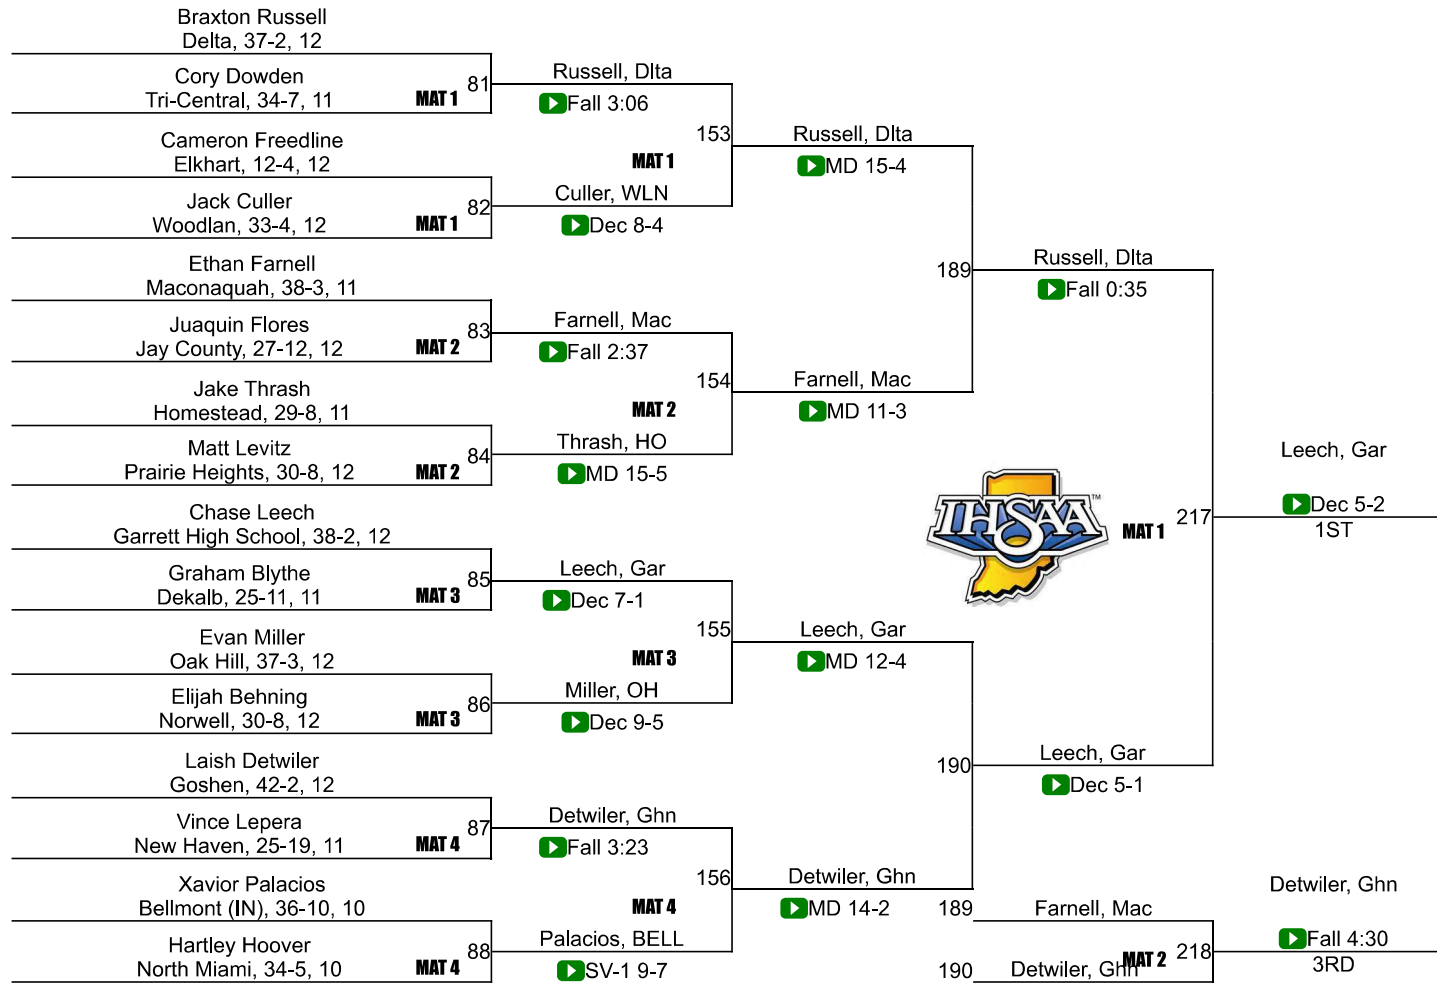 Braxton Russell
Delta, 37-2, 12
Cory Dowden
Tri-Central, 34-7, 11
MAT 1
81
Russell, Dlta
Fall 3:06
Cameron Freedline
Elkhart, 12-4, 12
Jack Culler
Woodlan, 33-4, 12
MAT 1
82
Culler, WLN
Dec 8-4
153
MAT 1
Russell, Dlta
MD 15-4
Ethan Farnell
Maconaquah, 38-3, 11
Juaquin Flores
Jay County, 27-12, 12
MAT 2
83
Farnell, Mac
Fall 2:37
Jake Thrash
Homestead, 29-8, 11
Matt Levitz
Prairie Heights, 30-8, 12
MAT 2
84
Thrash, HO
MD 15-5
154
MAT 2
Farnell, Mac
MD 11-3
189
Russell, Dlta
Fall 0:35
Chase Leech
Garrett High School, 38-2, 12
Graham Blythe
Dekalb, 25-11, 11
MAT 3
85
Leech, Gar
Dec 7-1
Evan Miller
Oak Hill, 37-3, 12
Elijah Behning
Norwell, 30-8, 12
MAT 3
86
Miller, OH
Dec 9-5
155
MAT 3
Leech, Gar
MD 12-4
Laish Detwiler
Goshen, 42-2, 12
Vince Lepera
New Haven, 25-19, 11
MAT 4
87
Detwiler, Ghn
Fall 3:23
Xavior Palacios
Bellmont (IN), 36-10, 10
Hartley Hoover
North Miami, 34-5, 10
MAT 4
88
Palacios, BELL
SV-1 9-7
156
MAT 4
Detwiler, Ghn
MD 14-2
190
Leech, Gar
Dec 5-1
IHSAA™
MAT 1
217
Leech, Gar
Dec 5-2
1ST
189
Farnell, Mac
190
Detwiler, Ghn
MAT 2
218
Detwiler, Ghn
Fall 4:30
3RD